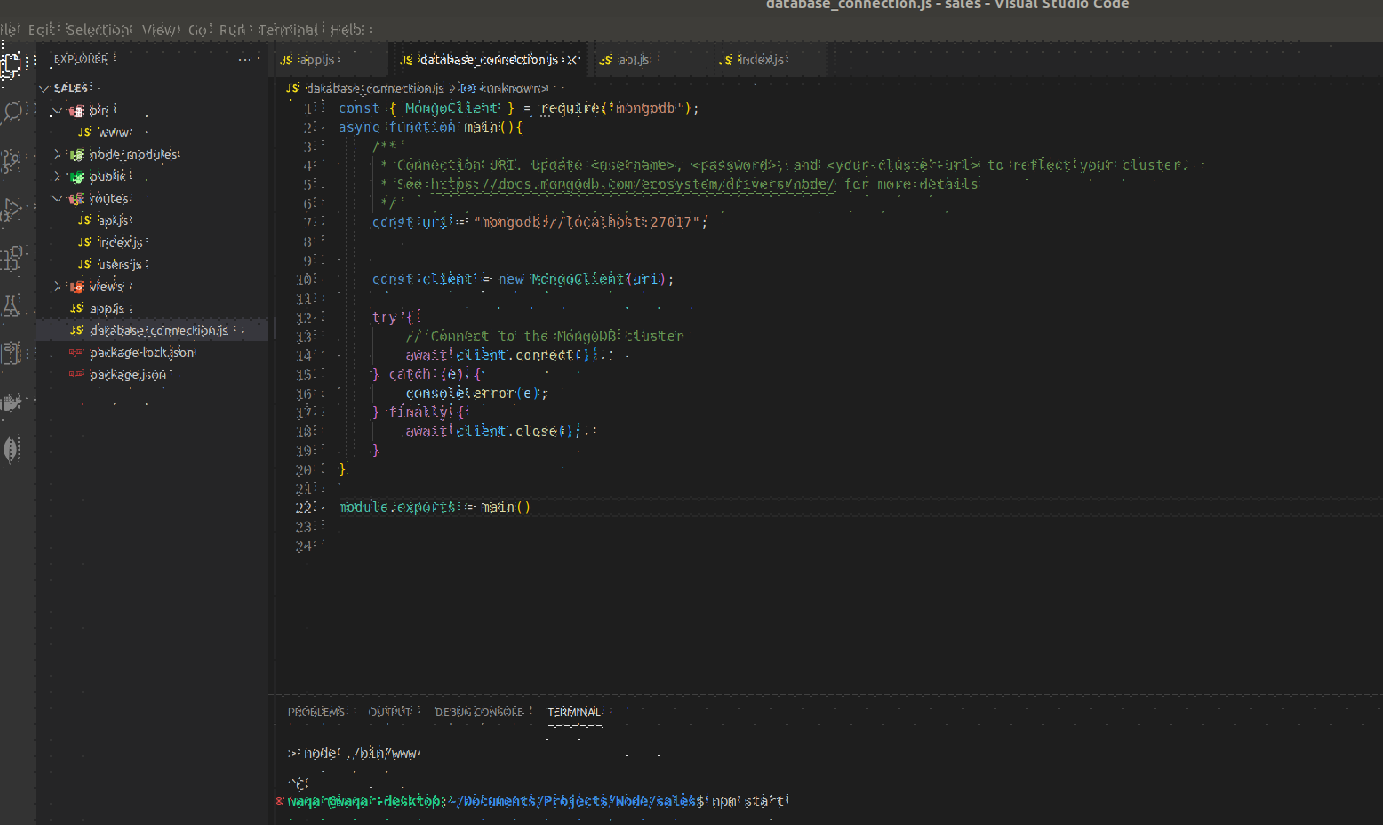 database_connection.js - sales - Visual Studio Code
Edit Selection View Go Run Terminal Help
EXPLORER
SALES
bin
www
node_modules
public
routes
api.js
index.js
users.js
views
app.js
database_connection.js
package-lock.json
package.json
app.js database_connection.js api.js index.js
database_connection.js > <unknown>
1 const { MongoClient } = require("mongodb");
2 async function main(){
3 /**
4 * Connection URI. Update <username>, <password>, and <your-cluster-url> to reflect your cluster.
5 * See https://docs.mongodb.com/ecosystem/drivers/node/ for more details
6 */
7 const uri = "mongodb://localhost:27017";
8
9
10 const client = new MongoClient(uri);
11
12 try {
13 // Connect to the MongoDB cluster
14 await client.connect();
15 } catch (e) {
16 console.error(e);
17 } finally {
18 await client.close();
19 }
20 }
21
22 module.exports = main()
23
24
PROBLEMS OUTPUT DEBUG CONSOLE TERMINAL
> node ./bin/www
^C
waqar@waqar-desktop:~/Documents/Projects/Node/sales$ npm start